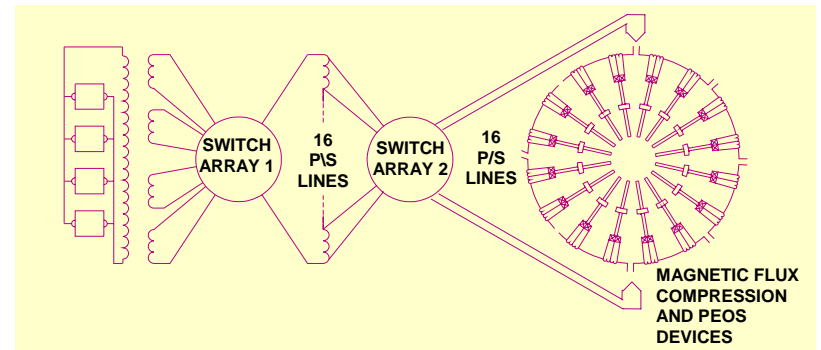 SWITCH
ARRAY 1
16
P\S
LINES
SWITCH
ARRAY 2
16
P/S
LINES
MAGNETIC FLUX
COMPRESSION
AND PEOS
DEVICES